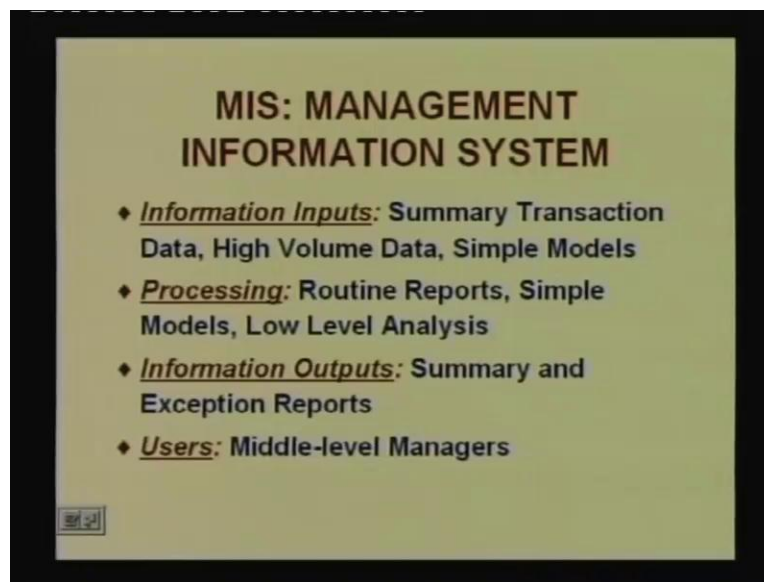 MIS: MANAGEMENT
INFORMATION SYSTEM
♦ Information Inputs: Summary Transaction
Data, High Volume Data, Simple Models
♦ Processing: Routine Reports, Simple
Models, Low Level Analysis
♦ Information Outputs: Summary and
Exception Reports
♦ Users: Middle-level Managers